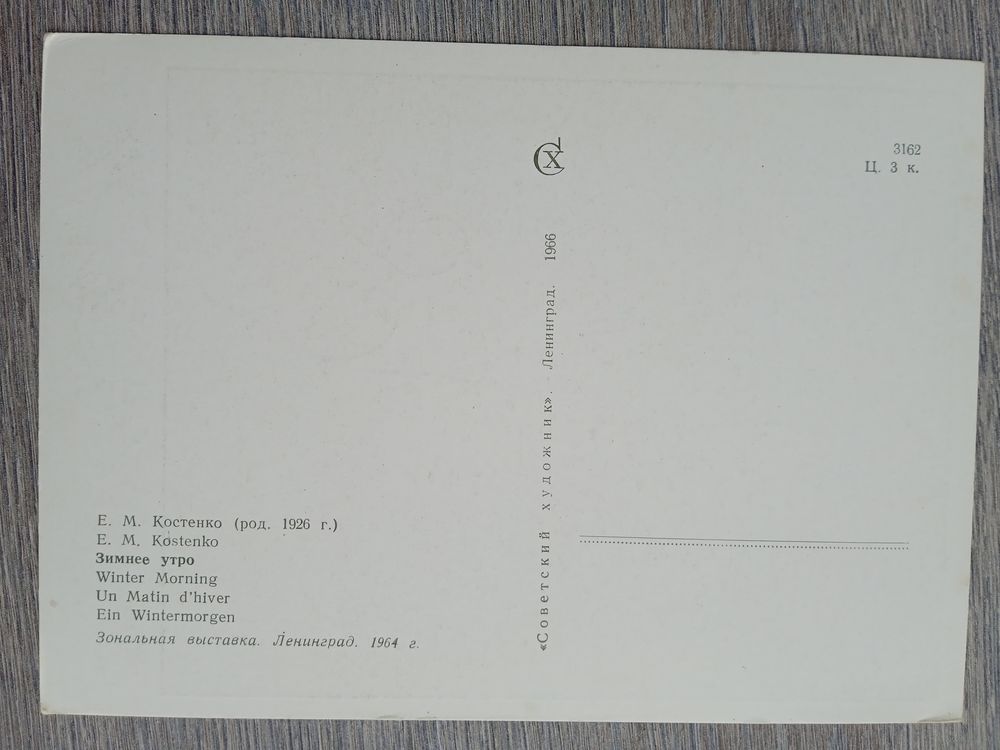 СХ
3162
Ц. 3 к.
«Советский художник». Ленинград. 1966
Е. М. Костенко (род. 1926 г.)
E. M. Kostenko
Зимнее утро
Winter Morning
Un Matin d'hiver
Ein Wintermorgen
Зональная выставка. Ленинград. 1964 г.